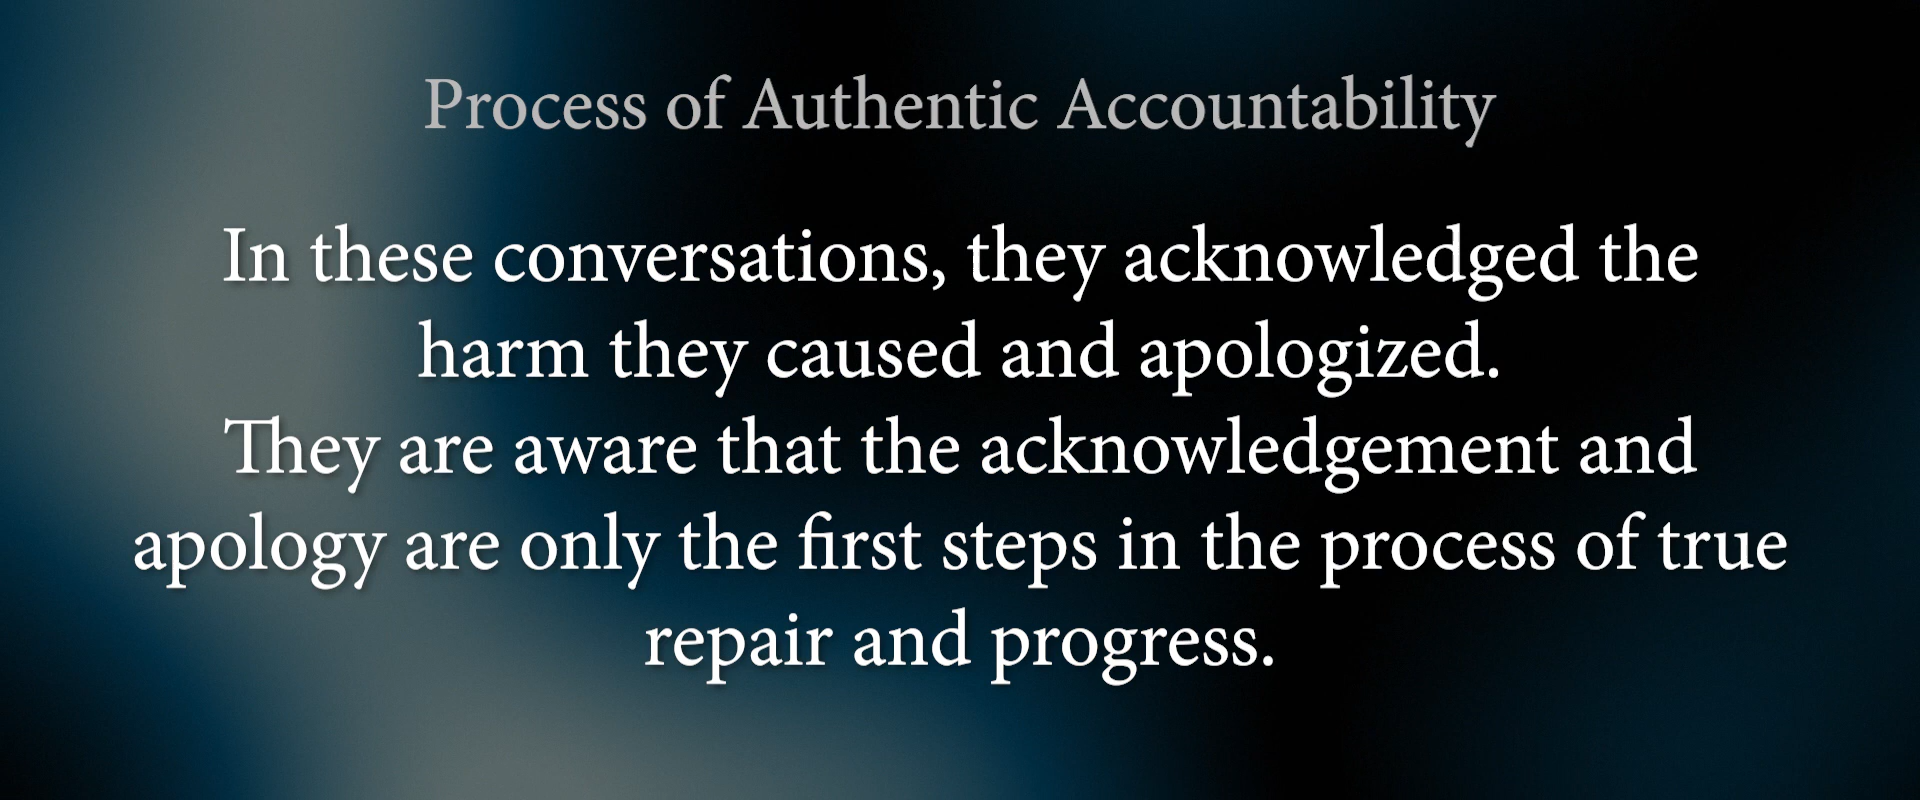 Process of Authentic Accountability
In these conversations, they acknowledged the
harm they caused and apologized.
They are aware that the acknowledgement and
apology are only the first steps in the process of true
repair and progress.